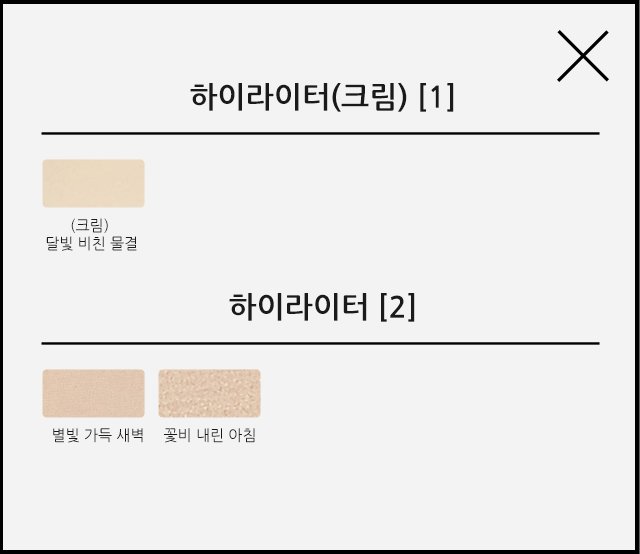 하이라이터(크림) [1]
(크림)
달빛 비친 물결
하이라이터 [2]
별빛 가득 새벽
꽃비 내린 아침